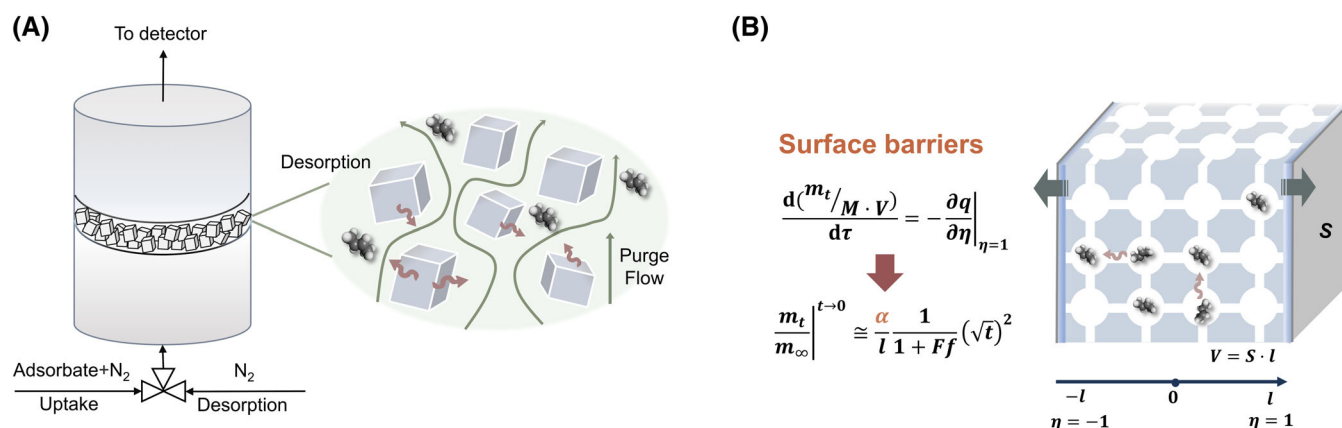 (A)
To detector
Desorption
Purge
Flow
Adsorbate+N₂
Uptake
N₂
Desorption
(B)
Surface barriers
d(mₜ/M · V)/dτ = −∂q/∂η|η=1
mₜ/m∞|ᵗ→⁰ ≅ α/l 1/(1 + Ff) (√t)²
S
V = S · l
−l 0 l
η = −1 η = 1